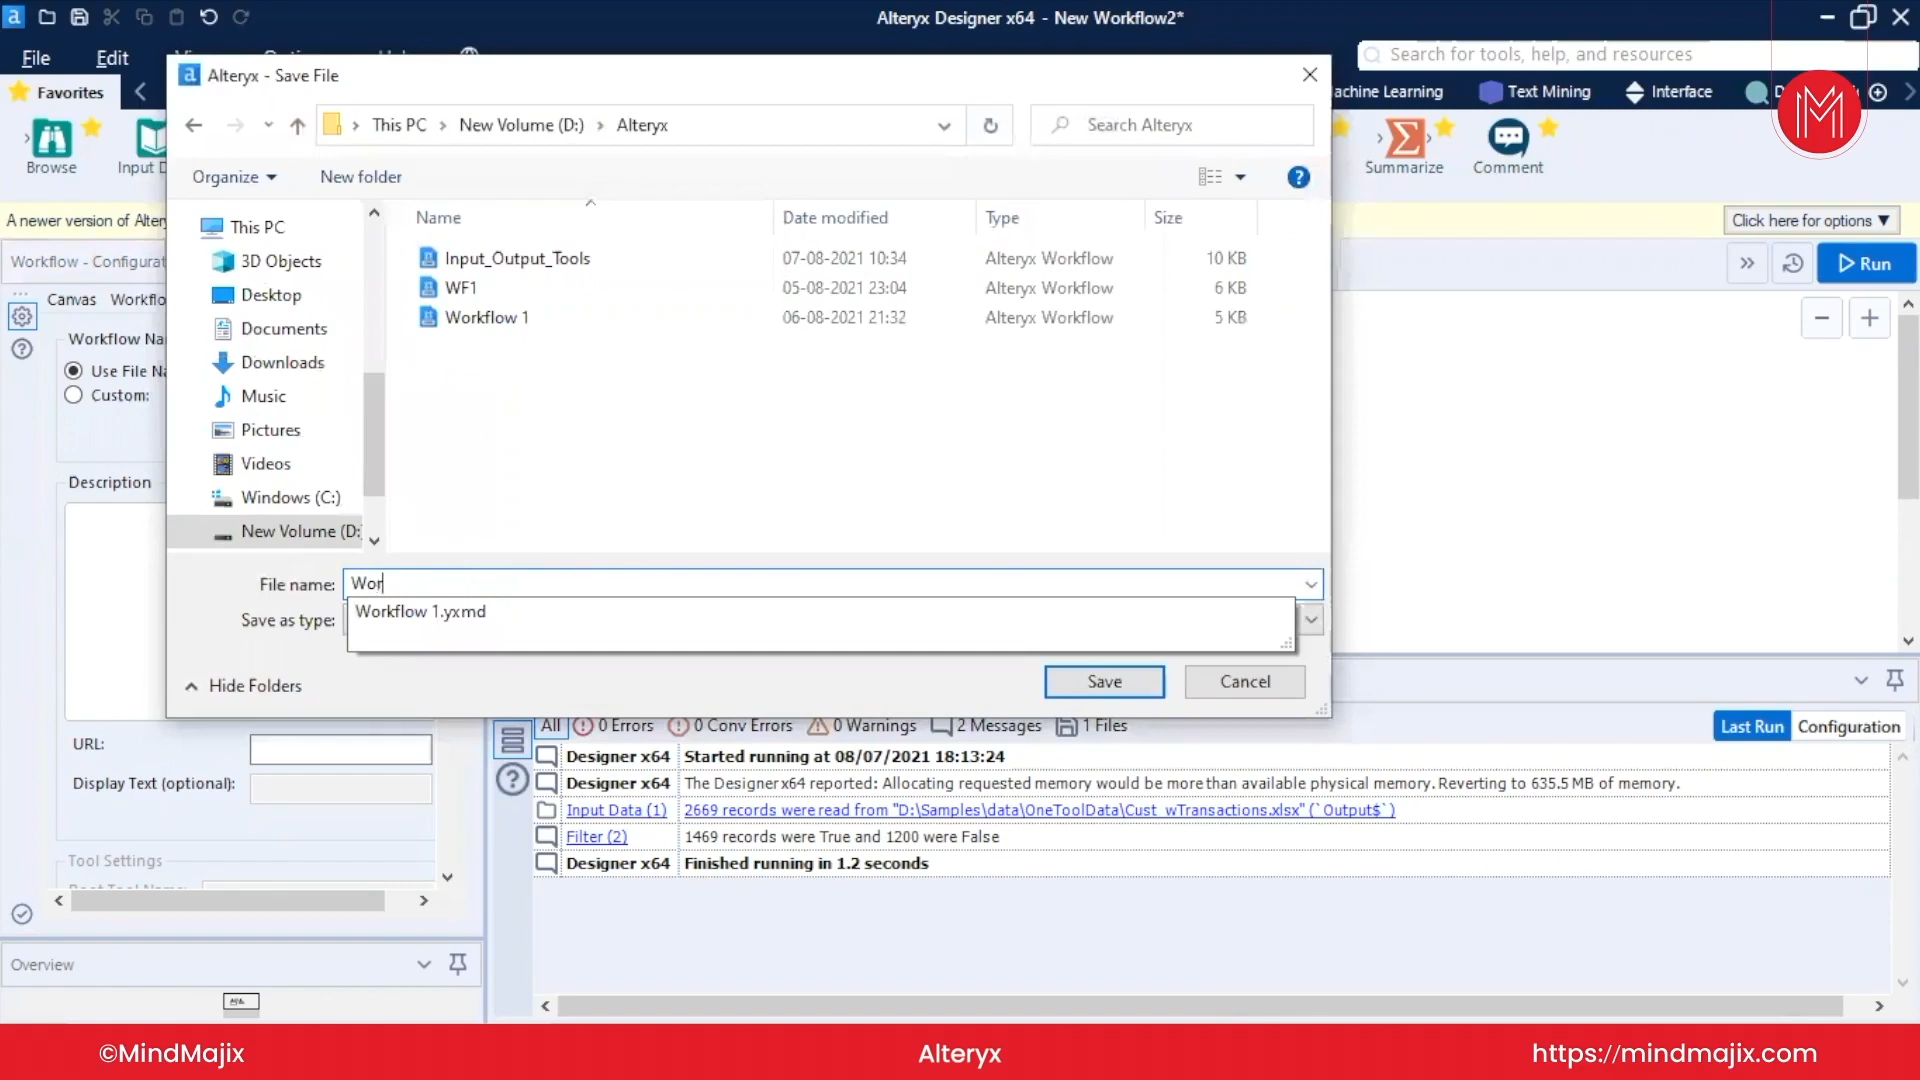 Alteryx Designer x64 - New Workflow2*
File Edit
Search for tools, help, and resources
Alteryx - Save File
Favorites
achine Learning Text Mining Interface
This PC New Volume (D:) Alteryx
Search Alteryx
Browse Input D Summarize Comment
Organize New folder
A newer version of Alter Click here for options
Name Date modified Type Size
This PC
Input_Output_Tools 07-08-2021 10:34 Alteryx Workflow 10 KB
WF1 05-08-2021 23:04 Alteryx Workflow 6 KB
Workflow 1 06-08-2021 21:32 Alteryx Workflow 5 KB
3D Objects
Desktop
Documents
Downloads
Music
Pictures
Videos
Windows (C:)
New Volume (D:
Workflow - Configurat
Run
Canvas Workflo
Workflow Na
Use File Na
Custom:
Description
File name: Wor
Workflow 1.yxmd
Save as type:
Hide Folders Save Cancel
URL:
Display Text (optional):
Tool Settings
Overview
All 0 Errors 0 Conv Errors 0 Warnings 2 Messages 1 Files Last Run Configuration
Designer x64 Started running at 08/07/2021 18:13:24
Designer x64 The Designer x64 reported: Allocating requested memory would be more than available physical memory. Reverting to 635.5 MB of memory.
Input Data (1) 2669 records were read from "D:\Samples\data\OneToolData\Cust_wTransactions.xlsx" (`Output$`)
Filter (2) 1469 records were True and 1200 were False
Designer x64 Finished running in 1.2 seconds
©MindMajix Alteryx https://mindmajix.com